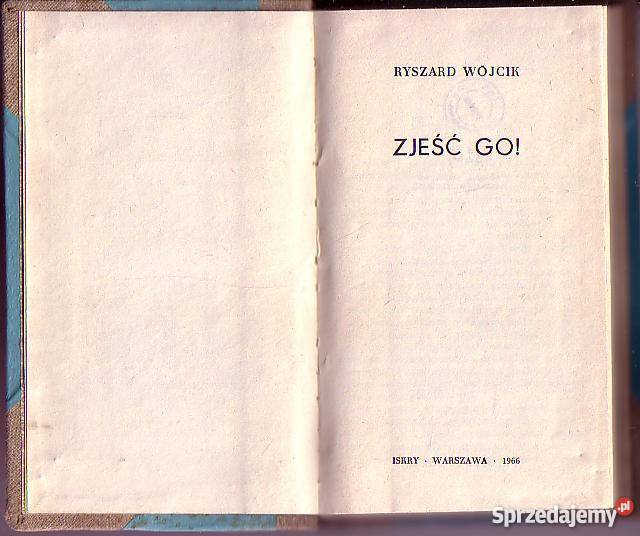 RYSZARD WÓJCIK
ZJEŚĆ GO!
ISKRY · WARSZAWA · 1966
Sprzedajemy.pl